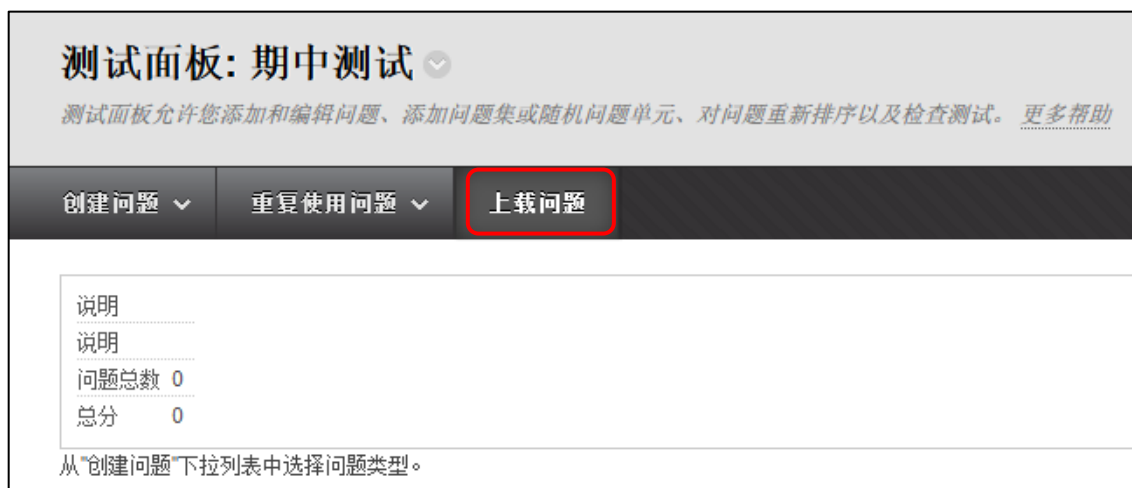 测试面板: 期中测试
测试面板允许您添加和编辑问题、添加问题集或随机问题单元、对问题重新排序以及检查测试。 更多帮助
创建问题 重复使用问题 上载问题
说明
说明
问题总数 0
总分 0
从"创建问题"下拉列表中选择问题类型。